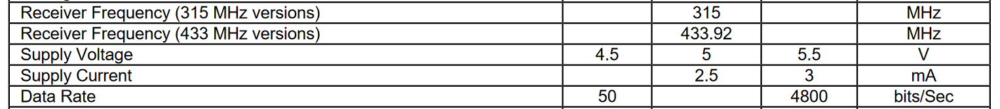 Receiver Frequency (315 MHz versions) 315 MHz
Receiver Frequency (433 MHz versions) 433.92 MHz
Supply Voltage 4.5 5 5.5 V
Supply Current 2.5 3 mA
Data Rate 50 4800 bits/Sec